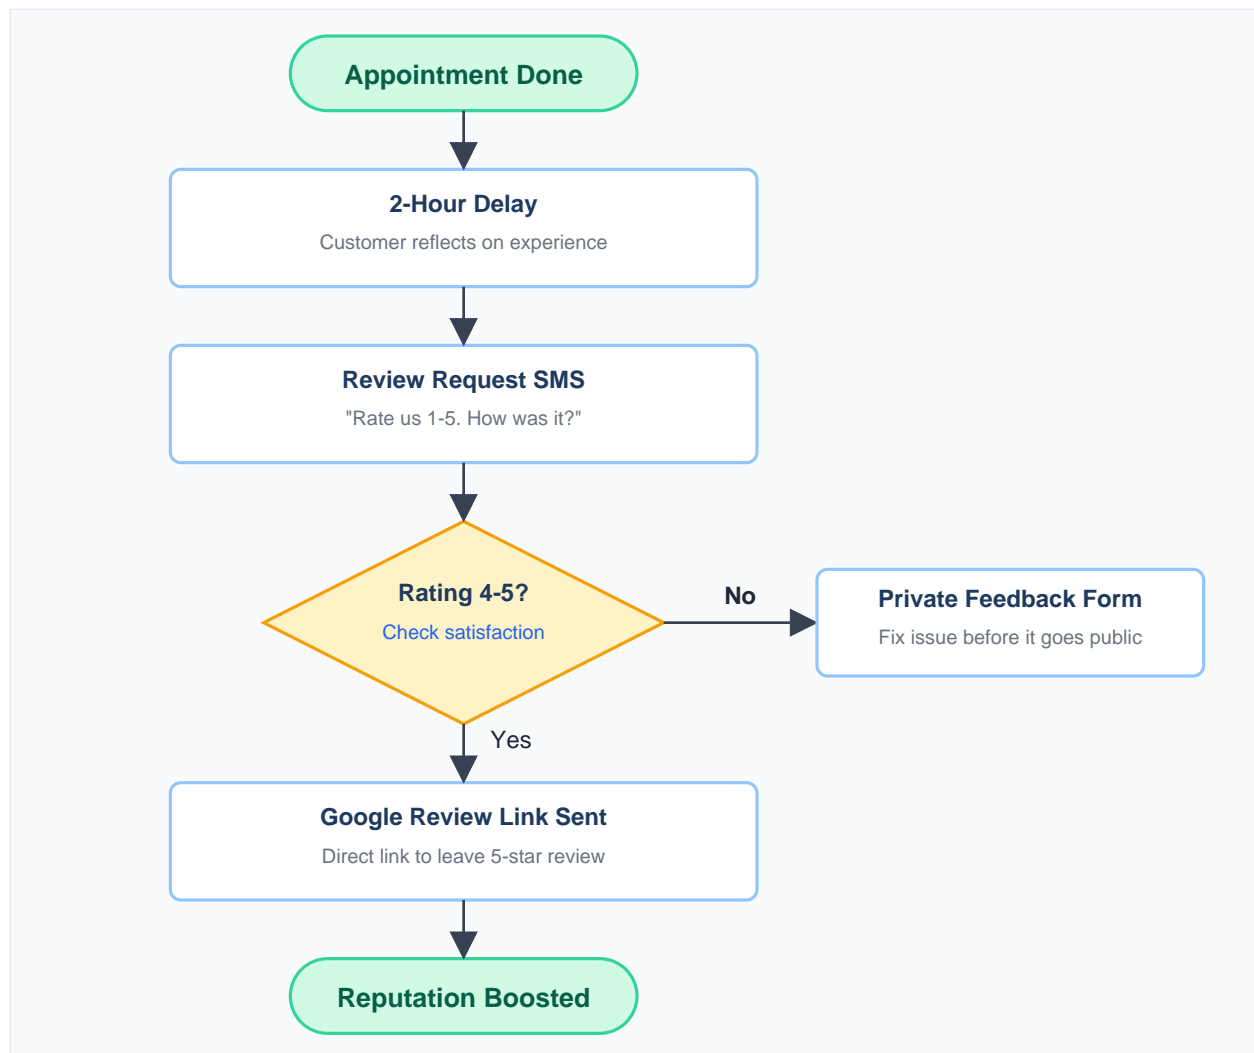 Appointment Done
2-Hour Delay
Customer reflects on experience
Review Request SMS
"Rate us 1-5. How was it?"
Rating 4-5?
Check satisfaction
No
Private Feedback Form
Fix issue before it goes public
Yes
Google Review Link Sent
Direct link to leave 5-star review
Reputation Boosted